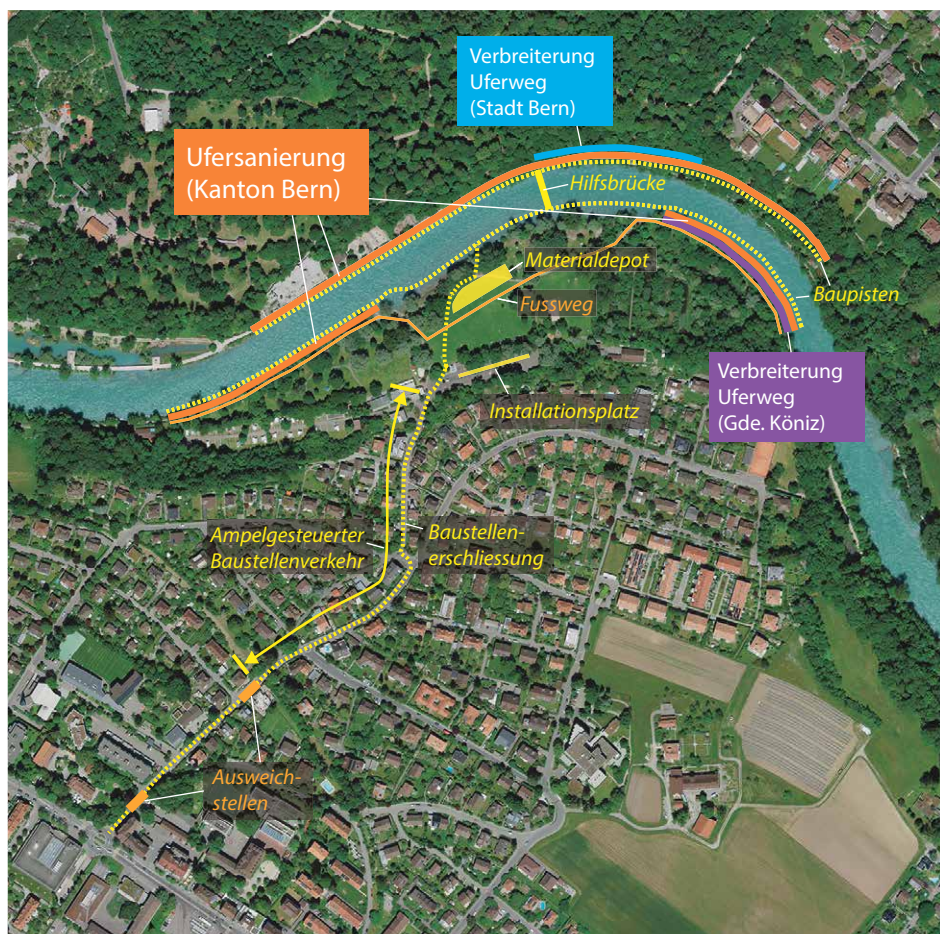 Verbreiterung
Uferweg
(Stadt Bern)
Ufersanierung
(Kanton Bern)
Hilfsbrücke
Materialdepot
Fussweg
Baupisten
Verbreiterung
Uferweg
(Gde. Köniz)
Installationsplatz
Ampelgesteuerter
Baustellenverkehr
Baustellen-
erschliessung
Ausweich-
stellen